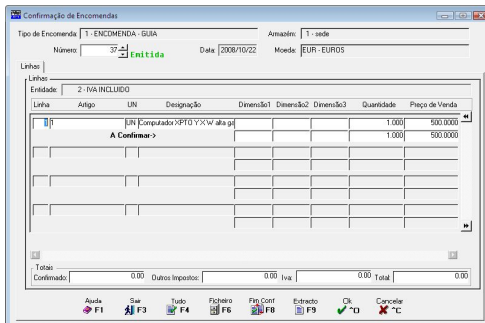 Confirmação de Encomendas
Tipo de Encomenda: 1 - ENCOMENDA - GUIA Armazém: 1 - sede
Número: 37 Emitida Data: 2008/10/22 Moeda: EUR - EUROS
Linhas
Linhas
Entidade: 2 - IVA INCLUIDO
Linha Artigo UN Designação Dimensão1 Dimensão2 Dimensão3 Quantidade Preço de Venda
1 1 UN Computador XPTO Y X W alta ga 1.000 500.0000
A Confirmar-> 1.000 500.0000
Totais
Confirmado: 0.00 Outros Impostos: 0.00 Iva: 0.00 Total: 0.00
Ajuda Sair Tudo Ficheiro Fim Conf Extracto Ok Cancelar
F1 F3 F4 F6 F8 F9 ^O ^C